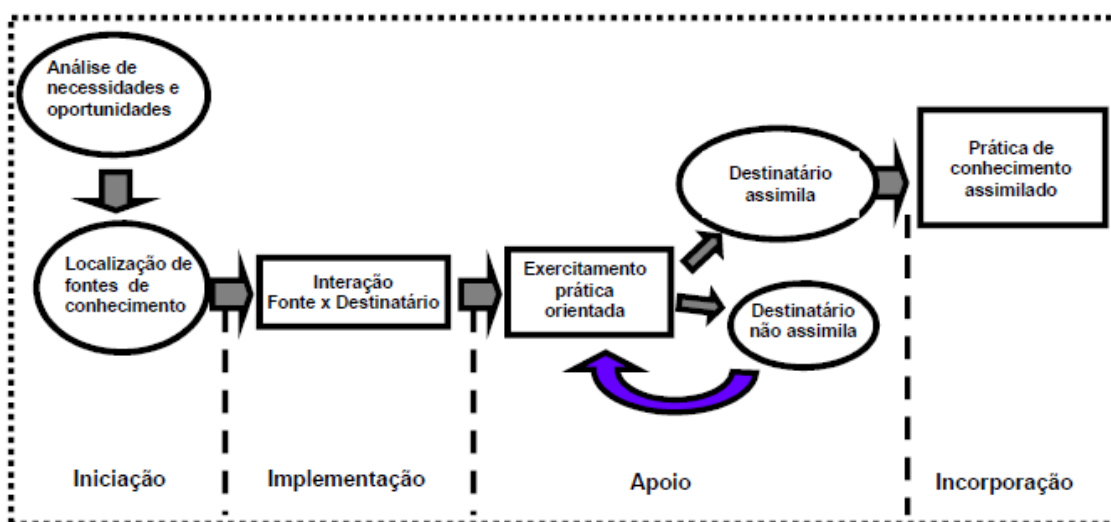 Análise de
necessidades e
oportunidades
Localização de
fontes de
conhecimento
Interação
Fonte x Destinatário
Exercitamento
prática
orientada
Destinatário
assimila
Destinatário
não assimila
Prática de
conhecimento
assimilado
Iniciação
Implementação
Apoio
Incorporação